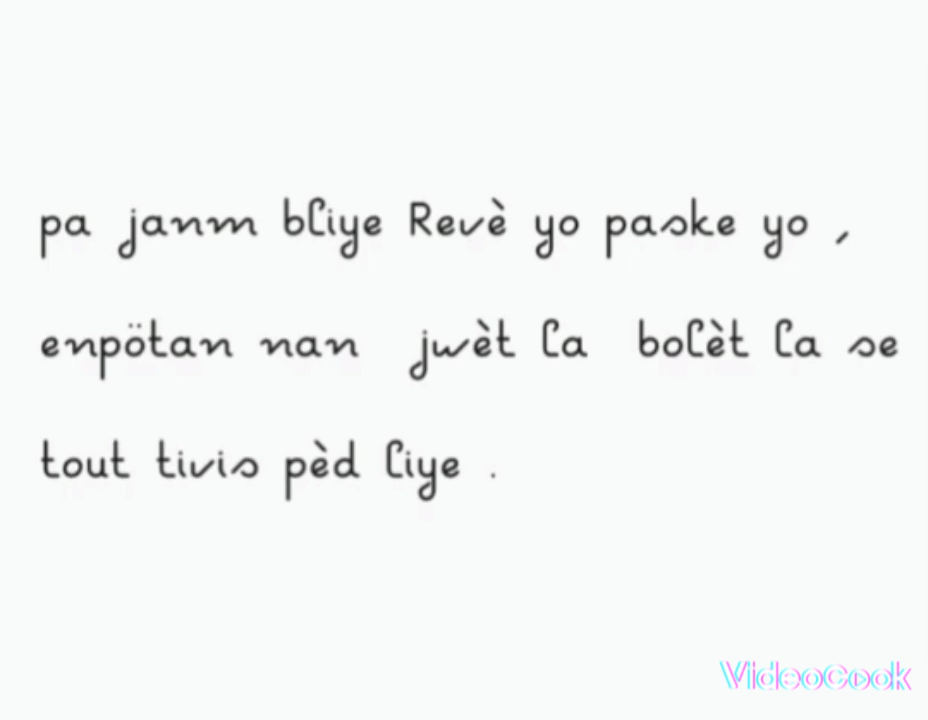 pa janm bliye Revè yo paske yo ,
enpötan nan jwèt la bolèt la se
tout tivis pèd liye .
VideoCook